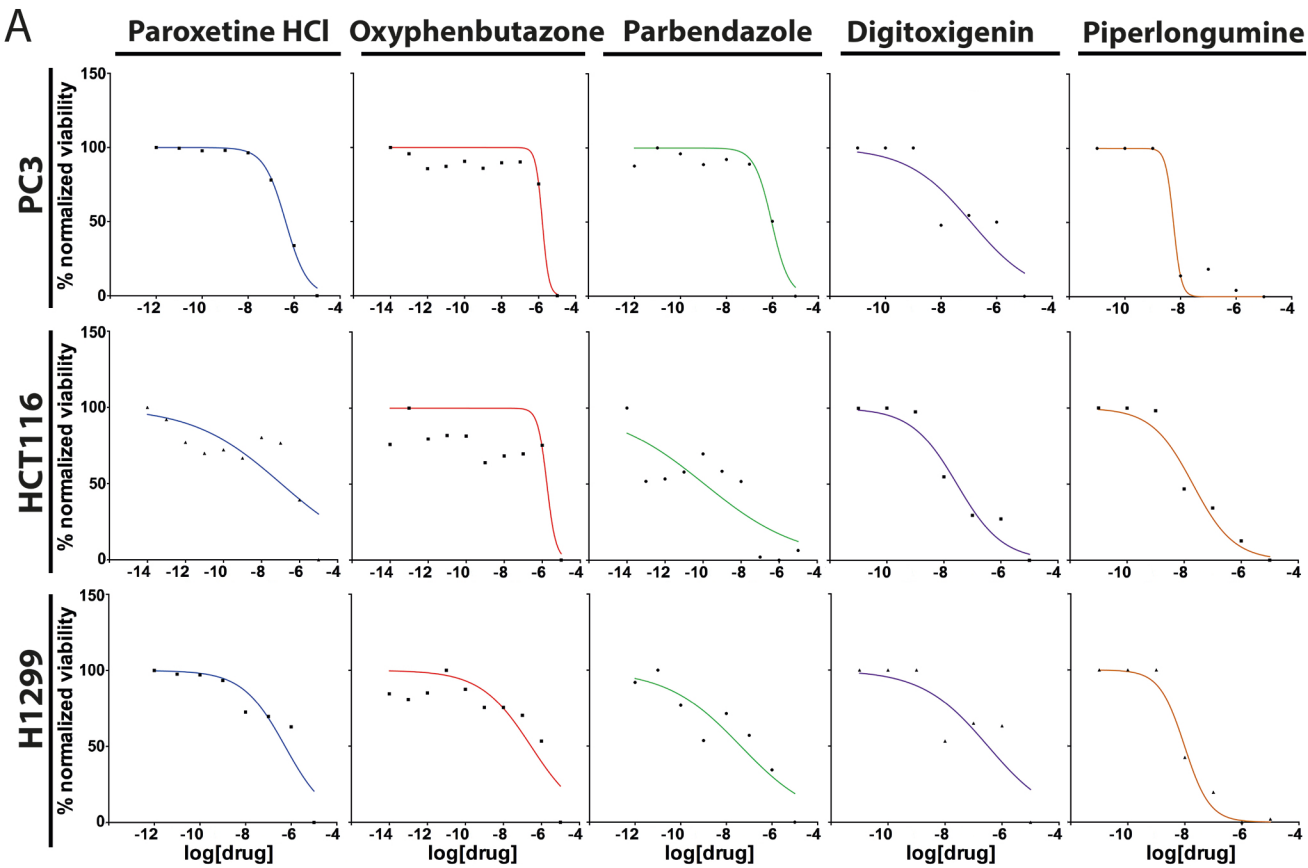 A
Paroxetine HCl Oxyphenbutazone Parbendazole Digitoxigenin Piperlongumine
PC3
% normalized viability
150
100
50
0
-12 -10 -8 -6 -4
-14 -12 -10 -8 -6 -4
-12 -10 -8 -6 -4
-10 -8 -6 -4
-10 -8 -6 -4
HCT116
% normalized viability
150
100
50
0
-14 -12 -10 -8 -6 -4
-14 -12 -10 -8 -6 -4
-14 -12 -10 -8 -6 -4
-10 -8 -6 -4
-10 -8 -6 -4
H1299
% normalized viability
150
100
50
0
-12 -10 -8 -6 -4
-14 -12 -10 -8 -6 -4
-12 -10 -8 -6 -4
-10 -8 -6 -4
-10 -8 -6 -4
log[drug] log[drug] log[drug] log[drug] log[drug]